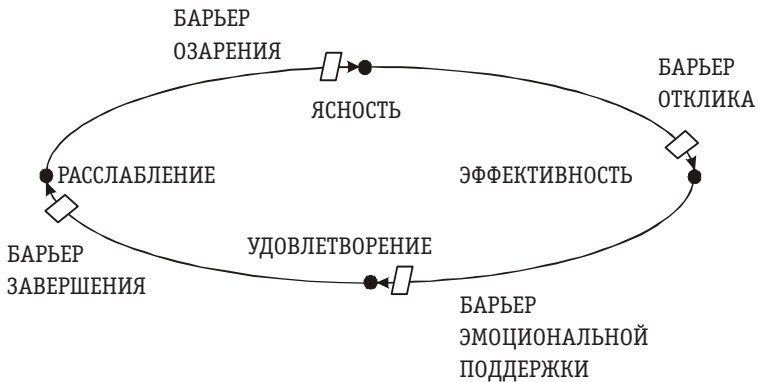 БАРЬЕР
ОЗАРЕНИЯ
БАРЬЕР
ОТКЛИКА
ЯСНОСТЬ
РАССЛАБЛЕНИЕ
ЭФФЕКТИВНОСТЬ
УДОВЛЕТВОРЕНИЕ
БАРЬЕР
ЗАВЕРШЕНИЯ
БАРЬЕР
ЭМОЦИОНАЛЬНОЙ
ПОДДЕРЖКИ